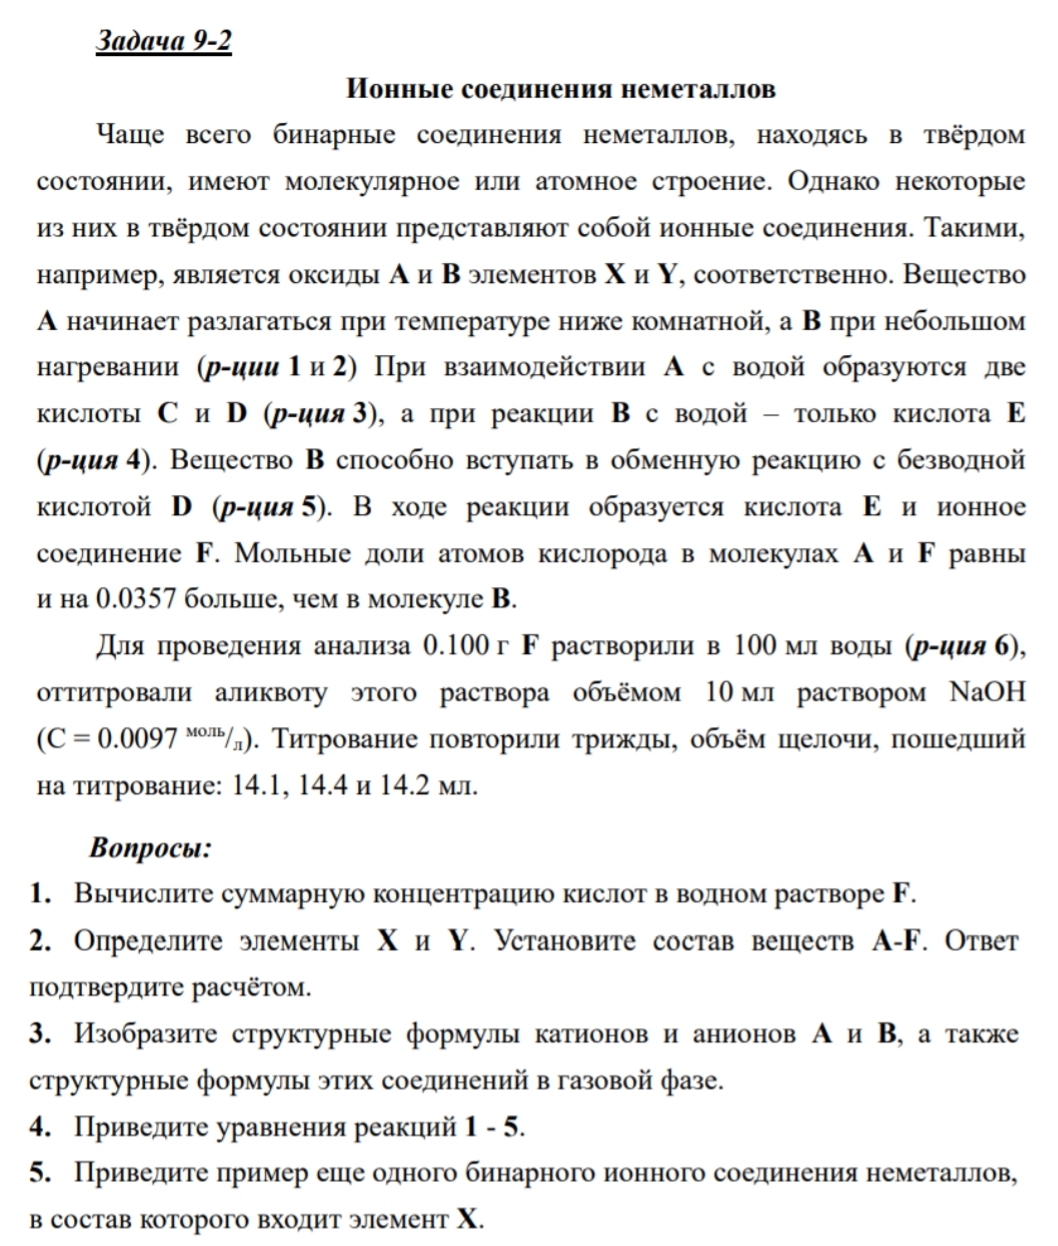 Задача 9-2
Ионные соединения неметаллов
Чаще всего бинарные соединения неметаллов, находясь в твёрдом
состоянии, имеют молекулярное или атомное строение. Однако некоторые
из них в твёрдом состоянии представляют собой ионные соединения. Такими,
например, является оксиды A и B элементов X и Y, соответственно. Вещество
A начинает разлагаться при температуре ниже комнатной, а B при небольшом
нагревании (р-ции 1 и 2) При взаимодействии A с водой образуются две
кислоты C и D (р-ция 3), а при реакции B с водой – только кислота E
(р-ция 4). Вещество B способно вступать в обменную реакцию с безводной
кислотой D (р-ция 5). В ходе реакции образуется кислота E и ионное
соединение F. Мольные доли атомов кислорода в молекулах A и F равны
и на 0.0357 больше, чем в молекуле B.
Для проведения анализа 0.100 г F растворили в 100 мл воды (р-ция 6),
оттитровали аликвоту этого раствора объёмом 10 мл раствором NaOH
(C = 0.0097 моль/л). Титрование повторили трижды, объём щелочи, пошедший
на титрование: 14.1, 14.4 и 14.2 мл.
Вопросы:
1. Вычислите суммарную концентрацию кислот в водном растворе F.
2. Определите элементы X и Y. Установите состав веществ A-F. Ответ
подтвердите расчётом.
3. Изобразите структурные формулы катионов и анионов A и B, а также
структурные формулы этих соединений в газовой фазе.
4. Приведите уравнения реакций 1 - 5.
5. Приведите пример еще одного бинарного ионного соединения неметаллов,
в состав которого входит элемент X.